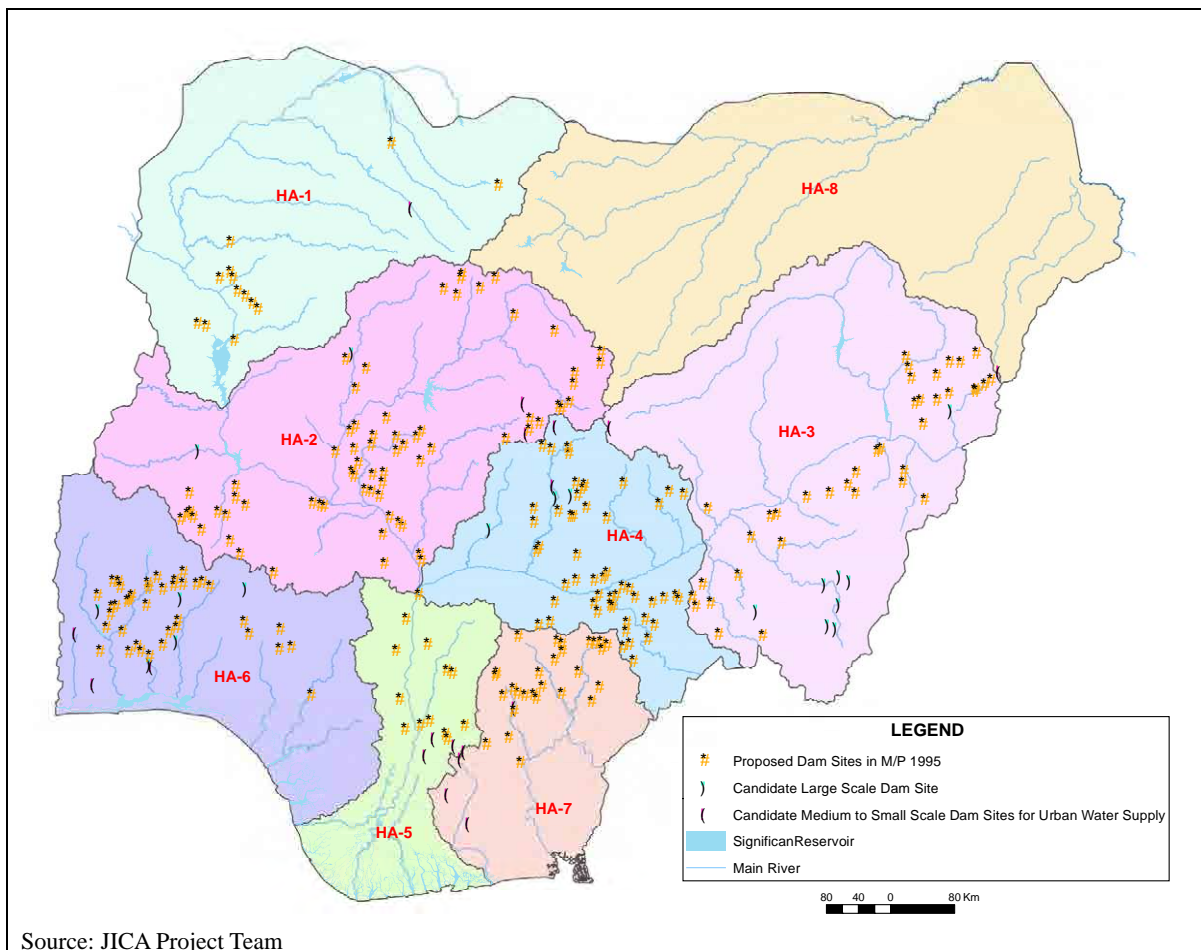 HA-1
HA-8
HA-2
HA-3
HA-4
HA-6
HA-5
HA-7
LEGEND
Proposed Dam Sites in M/P 1995
Candidate Large Scale Dam Site
Candidate Medium to Small Scale Dam Sites for Urban Water Supply
SignifificanReservoir
Main River
80 40 0 80 Km
Source: JICA Project Team